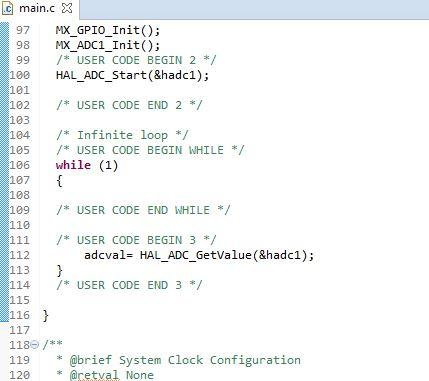 main.c
97 MX_GPIO_Init();
98 MX_ADC1_Init();
99 /* USER CODE BEGIN 2 */
100 HAL_ADC_Start(&hadc1);
101
102 /* USER CODE END 2 */
103
104 /* Infinite loop */
105 /* USER CODE BEGIN WHILE */
106 while (1)
107 {
108
109 /* USER CODE END WHILE */
110
111 /* USER CODE BEGIN 3 */
112 adcval= HAL_ADC_GetValue(&hadc1);
113 }
114 /* USER CODE END 3 */
115
116 }
117
118 /**
119 * @brief System Clock Configuration
120 * @retval None